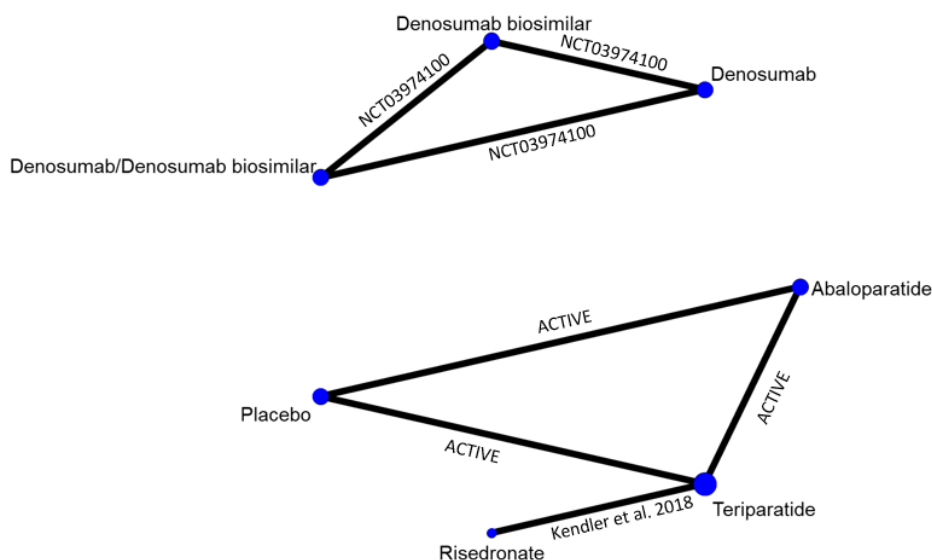 Denosumab biosimilar
NCT03974100
NCT03974100
Denosumab
NCT03974100
Denosumab/Denosumab biosimilar
Abaloparatide
ACTIVE
ACTIVE
Placebo
ACTIVE
Teriparatide
Kendler et al. 2018
Risedronate